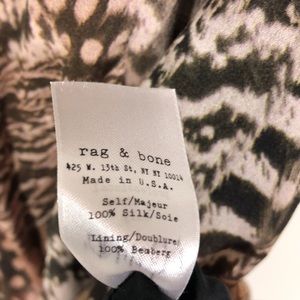 rag & bone
425 W. 13th St, NY NY 10014
Made in U.S.A.
Self/Majeur
100% Silk/Soie
Lining/Doublure
100% Bemberg